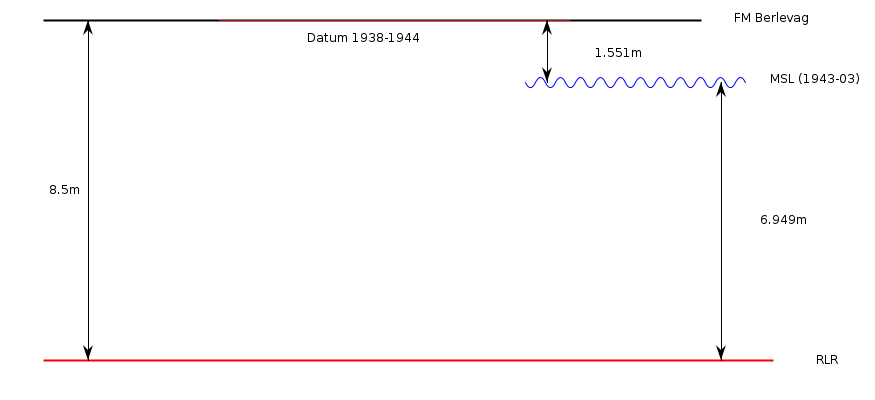 FM Berlevag
Datum 1938-1944
1.551m
MSL (1943-03)
8.5m
6.949m
RLR